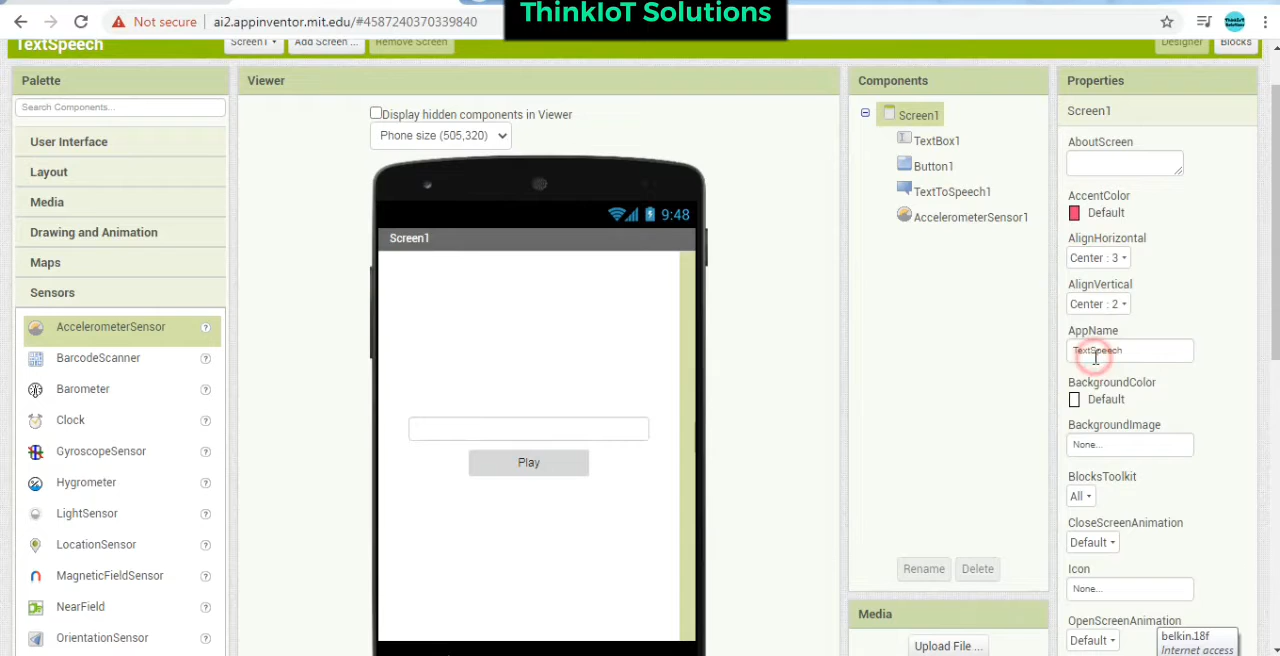 ThinkIoT Solutions
Not secure
ai2.appinventor.mit.edu/#4587240370339840
TextSpeech
Screen1
Add Screen ...
Remove Screen
Designer
Blocks
Palette
Search Components...
User Interface
Layout
Media
Drawing and Animation
Maps
Sensors
AccelerometerSensor
?
BarcodeScanner
?
Barometer
?
Clock
?
GyroscopeSensor
?
Hygrometer
?
LightSensor
?
LocationSensor
?
MagneticFieldSensor
?
NearField
?
OrientationSensor
?
Viewer
Display hidden components in Viewer
Phone size (505,320)
9:48
Screen1
Play
Components
Screen1
TextBox1
Button1
TextToSpeech1
AccelerometerSensor1
Rename
Delete
Media
Upload File ...
Properties
Screen1
AboutScreen
AccentColor
Default
AlignHorizontal
Center : 3
AlignVertical
Center : 2
AppName
TextSpeech
BackgroundColor
Default
BackgroundImage
None...
BlocksToolkit
All
CloseScreenAnimation
Default
Icon
None...
OpenScreenAnimation
Default
belkin.18f
Internet access